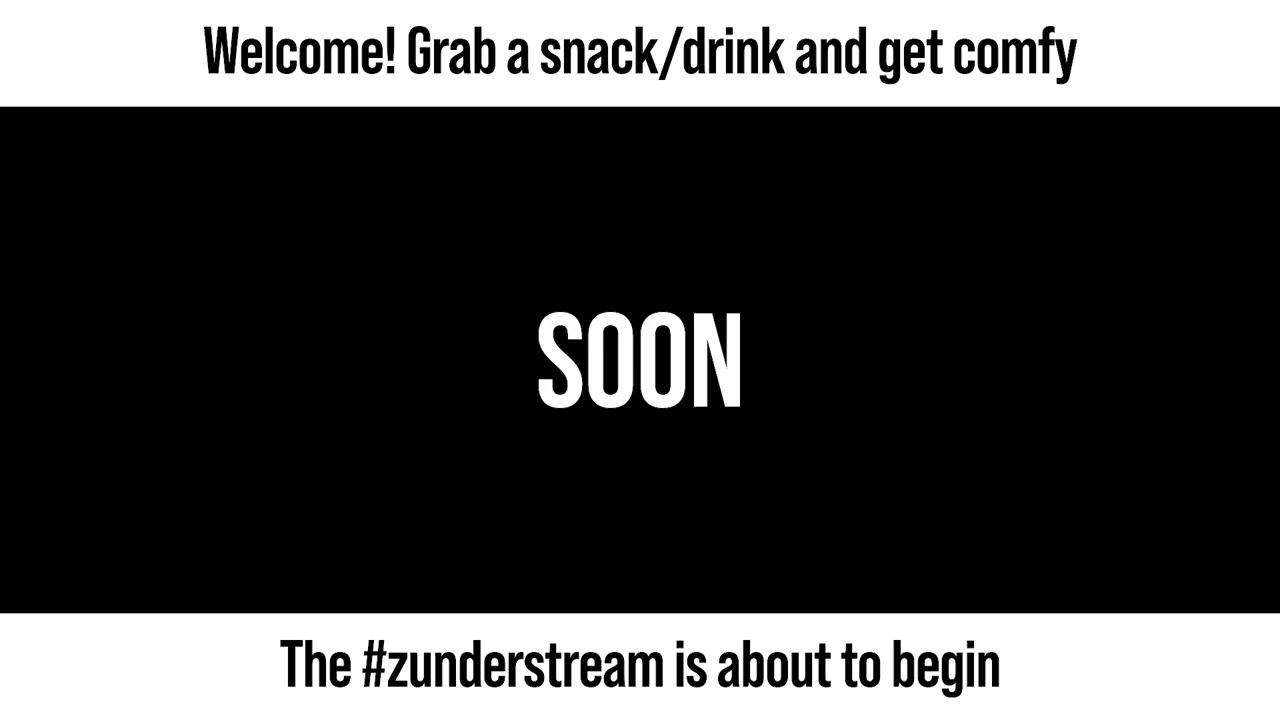 Welcome! Grab a snack/drink and get comfy
SOON
The #zunderstream is about to begin